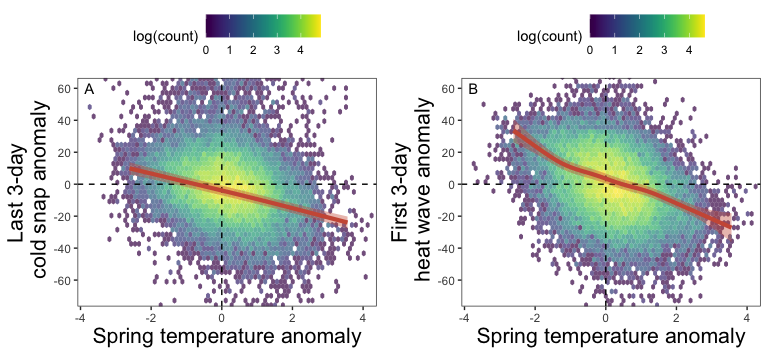 log(count)
0 1 2 3 4
log(count)
0 1 2 3 4
A
Last 3-day
cold snap anomaly
60
40
20
0
-20
-40
-60
-4 -2 0 2 4
Spring temperature anomaly
B
First 3-day
heat wave anomaly
60
40
20
0
-20
-40
-60
-4 -2 0 2 4
Spring temperature anomaly